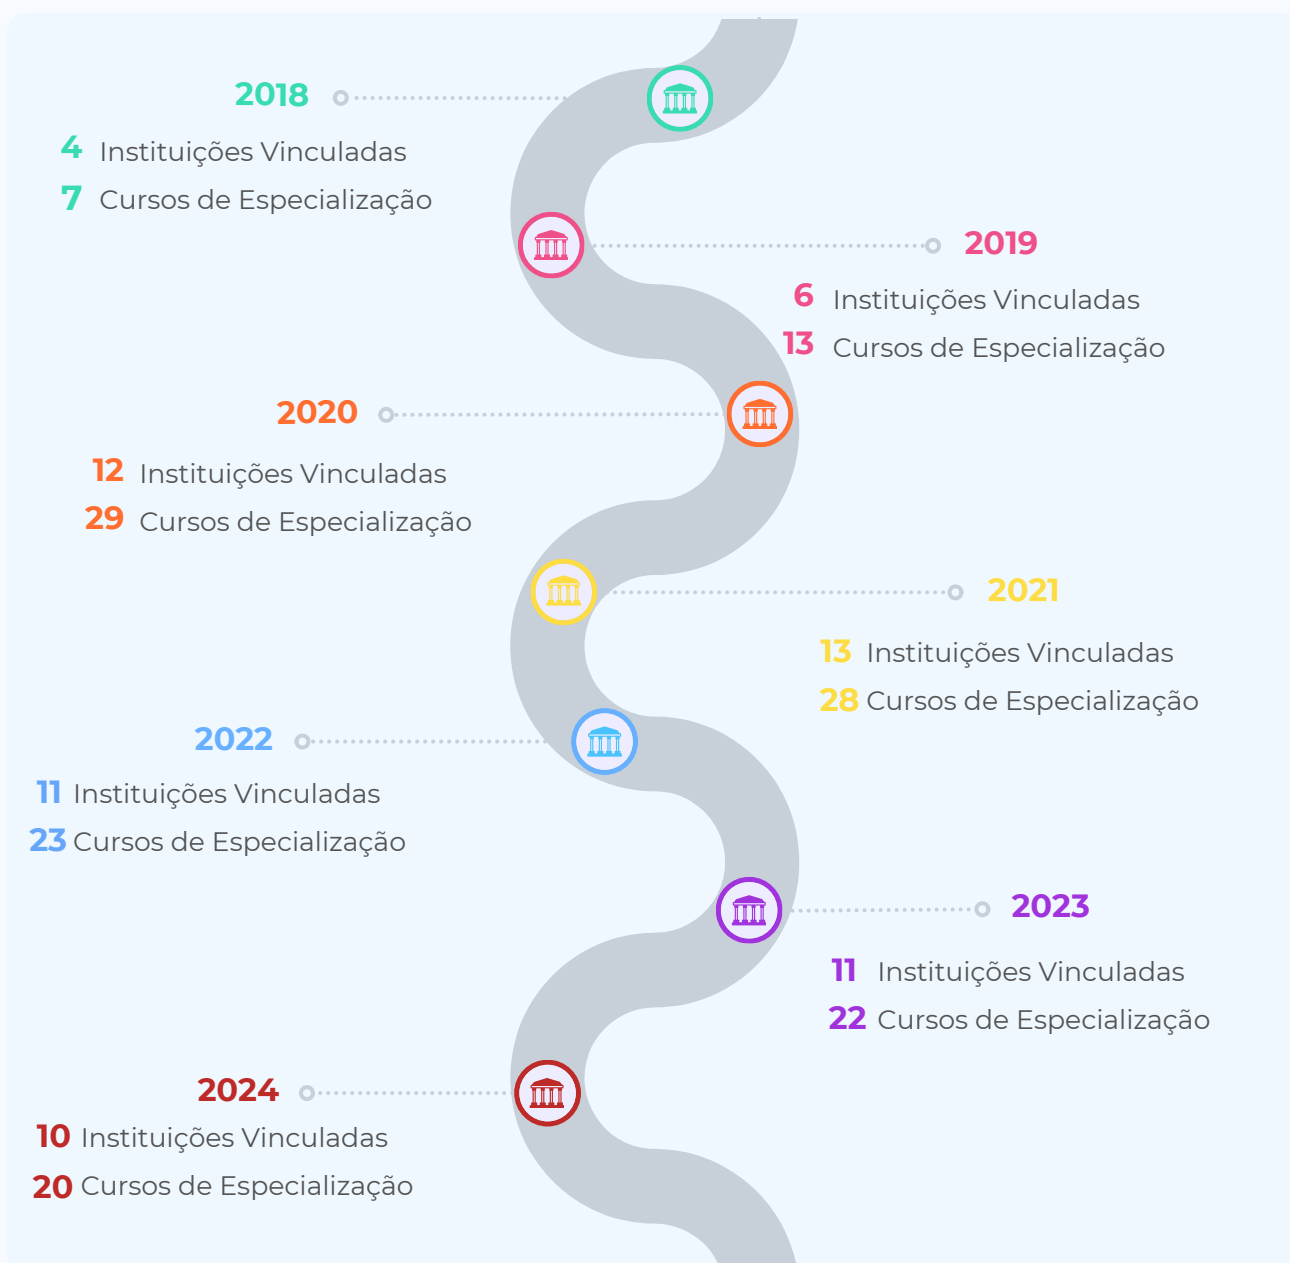 2018
4 Instituições Vinculadas
7 Cursos de Especialização
2019
6 Instituições Vinculadas
13 Cursos de Especialização
2020
12 Instituições Vinculadas
29 Cursos de Especialização
2021
13 Instituições Vinculadas
28 Cursos de Especialização
2022
11 Instituições Vinculadas
23 Cursos de Especialização
2023
11 Instituições Vinculadas
22 Cursos de Especialização
2024
10 Instituições Vinculadas
20 Cursos de Especialização